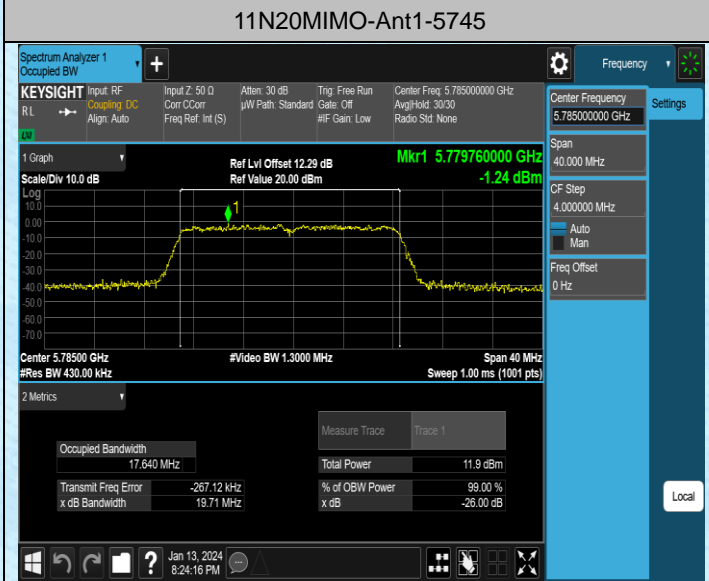 11N20MIMO-Ant1-5745
Spectrum Analyzer 1
Occupied BW
Frequency
KEYSIGHT
RL
LXI
Input: RF
Coupling: DC
Align: Auto
Input Z: 50 Ω
Corr CCorr
Freq Ref: Int (S)
Atten: 30 dB
µW Path: Standard
Trig: Free Run
Gate: Off
#IF Gain: Low
Center Freq: 5.785000000 GHz
Avg|Hold: 30/30
Radio Std: None
Center Frequency
5.785000000 GHz
Settings
Span
40.000 MHz
CF Step
4.000000 MHz
Auto
Man
Freq Offset
0 Hz
1 Graph
Scale/Div 10.0 dB
Ref Lvl Offset 12.29 dB
Ref Value 20.00 dBm
Mkr1 5.779760000 GHz
-1.24 dBm
Log
10.0
0.00
-10.0
-20.0
-30.0
-40.0
-50.0
-60.0
-70.0
1
Center 5.78500 GHz
#Video BW 1.3000 MHz
Span 40 MHz
#Res BW 430.00 kHz
Sweep 1.00 ms (1001 pts)
2 Metrics
Measure Trace
Trace 1
Occupied Bandwidth
17.640 MHz
Total Power
11.9 dBm
Transmit Freq Error
-267.12 kHz
% of OBW Power
99.00 %
x dB Bandwidth
19.71 MHz
x dB
-26.00 dB
Local
Jan 13, 2024
8:24:16 PM